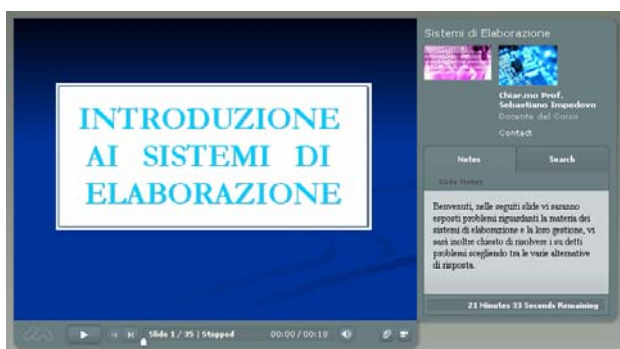 INTRODUZIONE
AI SISTEMI DI
ELABORAZIONE
Slide 1 / 35 | Stopped
00:00 / 00:19
Sistemi di Elaborazione
Chiar.mo Prof.
Sebastiano Impedovo
Docente del Corso
Contact
Notes
Search
Slide Notes
Benvenuti, nelle seguiti slide vi saranno
esposti problemi riguardanti la materia dei
sistemi di elaborazione e la loro gestione, vi
sarà inoltre chiesto di risolvere i su detti
problemi scegliendo tra le varie alternative
di risposta.
21 Minutes 33 Seconds Remaining